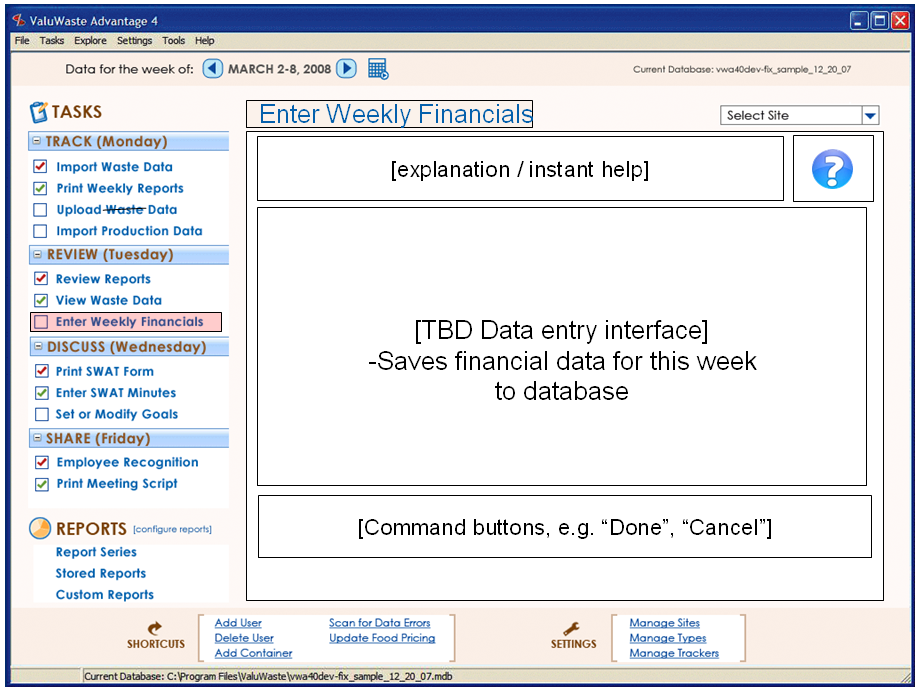 ValuWaste Advantage 4
File Tasks Explore Settings Tools Help
Data for the week of: MARCH 2-8, 2008
Current Database: vwa40dev-fix_sample_12_20_07
TASKS
TRACK (Monday)
Import Waste Data
Print Weekly Reports
Upload Waste Data
Import Production Data
REVIEW (Tuesday)
Review Reports
View Waste Data
Enter Weekly Financials
DISCUSS (Wednesday)
Print SWAT Form
Enter SWAT Minutes
Set or Modify Goals
SHARE (Friday)
Employee Recognition
Print Meeting Script
REPORTS [configure reports]
Report Series
Stored Reports
Custom Reports
Enter Weekly Financials
Select Site
[explanation / instant help]
?
[TBD Data entry interface]
-Saves financial data for this week
to database
[Command buttons, e.g. “Done”, “Cancel”]
SHORTCUTS
Add User
Delete User
Add Container
Scan for Data Errors
Update Food Pricing
SETTINGS
Manage Sites
Manage Types
Manage Trackers
Current Database: C:\Program Files\ValuWaste\vwa40dev-fix_sample_12_20_07.mdb